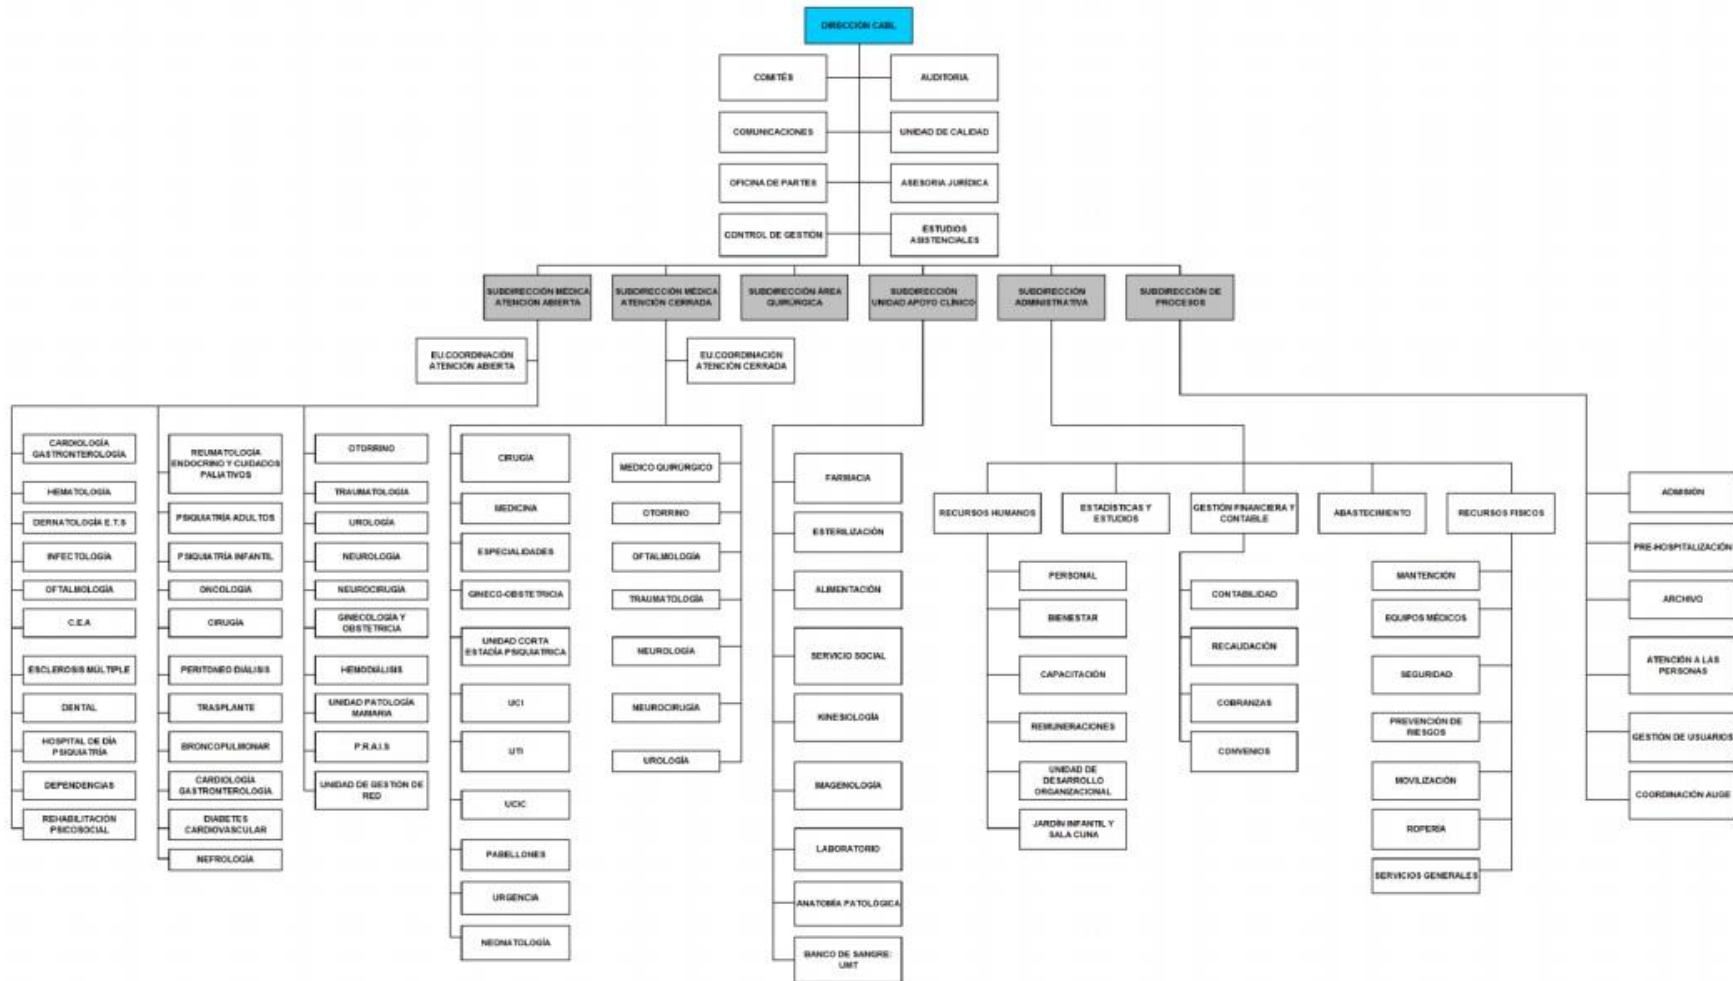 DIRECCIÓN CABL
COMITÉS
AUDITORIA
COMUNICACIONES
UNIDAD DE CALIDAD
OFICINA DE PARTES
ASESORIA JURÍDICA
CONTROL DE GESTIÓN
ESTUDIOS
ASISTENCIALES
SUBDIRECCIÓN MÉDICA
ATENCIÓN ABIERTA
SUBDIRECCIÓN MÉDICA
ATENCIÓN CERRADA
SUBDIRECCIÓN ÁREA
QUIRÚRGICA
SUBDIRECCIÓN
UNIDAD APOYO CLÍNICO
SUBDIRECCIÓN
ADMINISTRATIVA
SUBDIRECCIÓN DE
PROCESOS
EU.COORDINACIÓN
ATENCIÓN ABIERTA
EU.COORDINACIÓN
ATENCIÓN CERRADA
CARDIOLOGÍA
GASTRONTEROLOGÍA
HEMATOLOGÍA
DERNATOLOGÍA E.T.S
INFECTOLOGÍA
OFTALMOLOGÍA
C.E.A
ESCLEROSIS MÚLTIPLE
DENTAL
HOSPITAL DE DÍA
PSIQUIATRÍA
DEPENDENCIAS
REHABILITACIÓN
PSICOSOCIAL
REUMATOLOGÍA
ENDOCRINO Y CUIDADOS
PALIATIVOS
PSIQUIATRÍA ADULTOS
PSIQUIATRÍA INFANTIL
ONCOLOGÍA
CIRUGÍA
PERITONEO DIÁLISIS
TRASPLANTE
BRONCOPULMONAR
CARDIOLOGÍA
GASTRONTEROLOGÍA
DIABETES
CARDIOVASCULAR
NEFROLOGÍA
OTORRINO
TRAUMATOLOGÍA
UROLOGÍA
NEUROLOGÍA
NEUROCIRUGÍA
GINECOLOGÍA Y
OBSTETRICIA
HEMODIÁLISIS
UNIDAD PATOLOGÍA
MAMARIA
P.R.A.I.S
UNIDAD DE GESTIÓN DE
RED
CIRUGÍA
MEDICINA
ESPECIALIDADES
GINECO-OBSTETRICIA
UNIDAD CORTA
ESTADÍA PSIQUIATRICA
UCI
UTI
UCIC
PABELLONES
URGENCIA
NEONATOLOGÍA
MEDICO QUIRÚRGICO
OTORRINO
OFTALMOLOGÍA
TRAUMATOLOGÍA
NEUROLOGÍA
NEUROCIRUGÍA
UROLOGÍA
FARMACIA
ESTERILIZACIÓN
ALIMENTACIÓN
SERVICIO SOCIAL
KINESIOLOGÍA
IMAGENOLOGÍA
LABORATORIO
ANATOMÍA PATOLÓGICA
BANCO DE SANGRE:
UMT
RECURSOS HUMANOS
ESTADÍSTICAS Y
ESTUDIOS
GESTIÓN FINANCIERA Y
CONTABLE
ABASTECIMIENTO
RECURSOS FISICOS
PERSONAL
BIENESTAR
CAPACITACIÓN
REMUNERACIONES
UNIDAD DE
DESARROLLO
ORGANIZACIONAL
JARDÍN INFANTIL Y
SALA CUNA
CONTABILIDAD
RECAUDACIÓN
COBRANZAS
CONVENIOS
MANTENCIÓN
EQUIPOS MÉDICOS
SEGURIDAD
PREVENCIÓN DE
RIESGOS
MOVILIZACIÓN
ROPERÍA
SERVICIOS GENERALES
ADMISIÓN
PRE-HOSPITALIZACIÓN
ARCHIVO
ATENCIÓN A LAS
PERSONAS
GESTIÓN DE USUARIOS
COORDINACIÓN AUGE